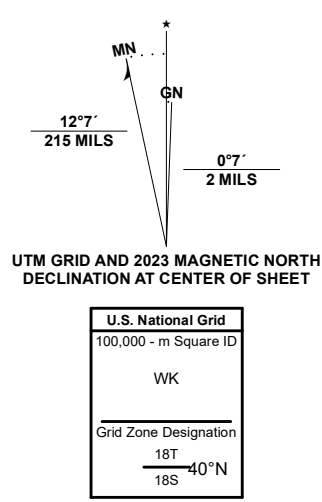 ★
MN
GN
12°7´
215 MILS
0°7´
2 MILS
UTM GRID AND 2023 MAGNETIC NORTH
DECLINATION AT CENTER OF SHEET
U.S. National Grid
100,000 - m Square ID
WK
Grid Zone Designation
18T
40°N
18S